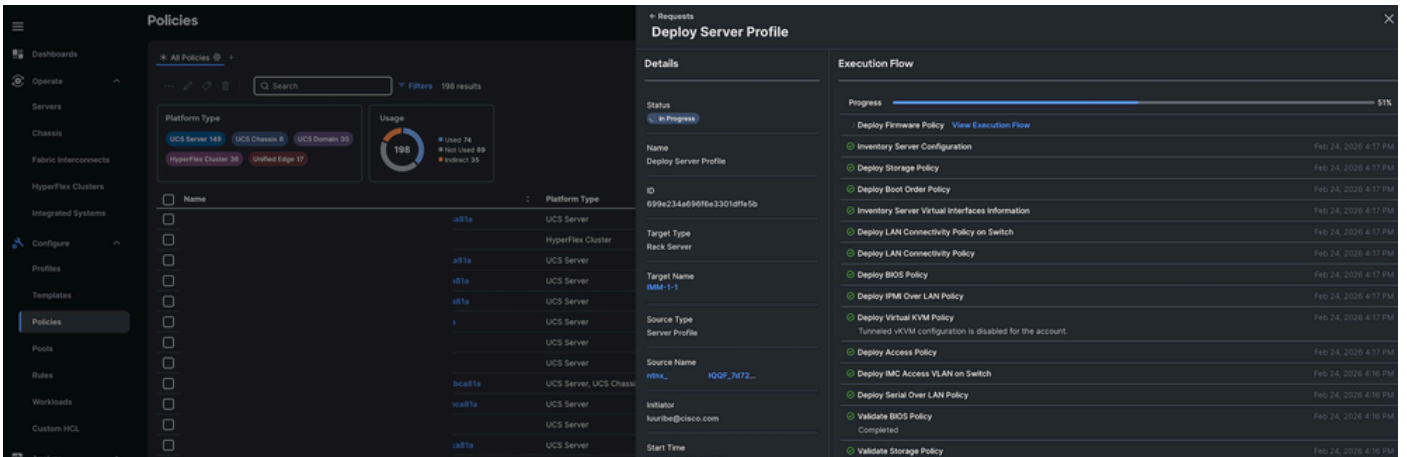 Policies
Dashboards
Operate
Servers
Chassis
Fabric Interconnects
HyperFlex Clusters
Integrated Systems
Configure
Profiles
Templates
Policies
Pools
Rules
Workloads
Custom HCL
All Policies
Search
Filters 198 results
Platform Type
UCS Server 149 UCS Chassis 8 UCS Domain 30
HyperFlex Cluster 38 Unified Edge 17
Usage
198
Used 74
Not Used 89
Indirect 35
Name Platform Type
UCS Server
HyperFlex Cluster
a81a UCS Server
UCS Server
UCS Server
UCS Server
UCS Server
UCS Server
bca81a UCS Server, UCS Chassi
UCS Server
UCS Server
UCS Server
Requests
Deploy Server Profile
Details
Status
In Progress
Name
Deploy Server Profile
ID
699e234a696f6e3301dffe5b
Target Type
Rack Server
Target Name
IMM-1-1
Source Type
Server Profile
Source Name
ntnx_ IQQF_7d72...
Initiator
luuribe@cisco.com
Start Time
Execution Flow
Progress 51%
Deploy Firmware Policy View Execution Flow
Inventory Server Configuration Feb 24, 2026 4:17 PM
Deploy Storage Policy Feb 24, 2026 4:17 PM
Deploy Boot Order Policy Feb 24, 2026 4:17 PM
Inventory Server Virtual Interfaces Information Feb 24, 2026 4:17 PM
Deploy LAN Connectivity Policy on Switch Feb 24, 2026 4:17 PM
Deploy LAN Connectivity Policy Feb 24, 2026 4:17 PM
Deploy BIOS Policy Feb 24, 2026 4:17 PM
Deploy IPMI Over LAN Policy Feb 24, 2026 4:17 PM
Deploy Virtual KVM Policy Feb 24, 2026 4:17 PM
Tunneled vKVM configuration is disabled for the account.
Deploy Access Policy Feb 24, 2026 4:17 PM
Deploy IMC Access VLAN on Switch Feb 24, 2026 4:16 PM
Deploy Serial Over LAN Policy Feb 24, 2026 4:16 PM
Validate BIOS Policy Feb 24, 2026 4:16 PM
Completed
Validate Storage Policy Feb 24, 2026 4:16 PM